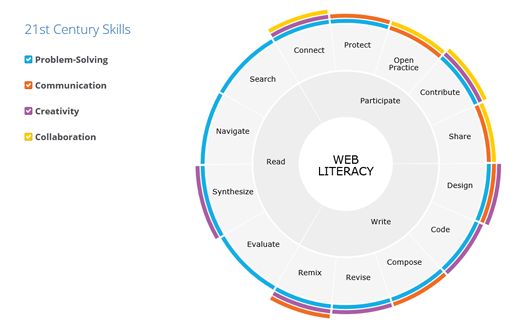 21st Century Skills
Problem-Solving
Communication
Creativity
Collaboration
Connect
Protect
Open
Practice
Contribute
Search
Participate
Navigate
Share
Read
WEB
LITERACY
Synthesize
Design
Write
Code
Evaluate
Compose
Remix
Revise